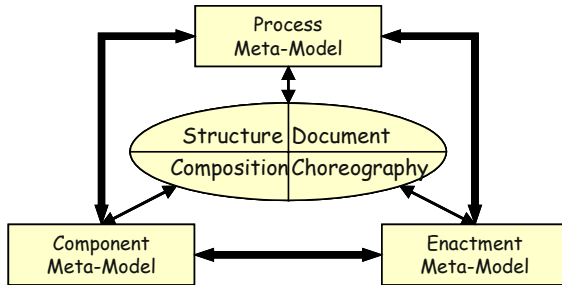 Process
Meta-Model
Structure Document
Composition Choreography
Component
Meta-Model
Enactment
Meta-Model